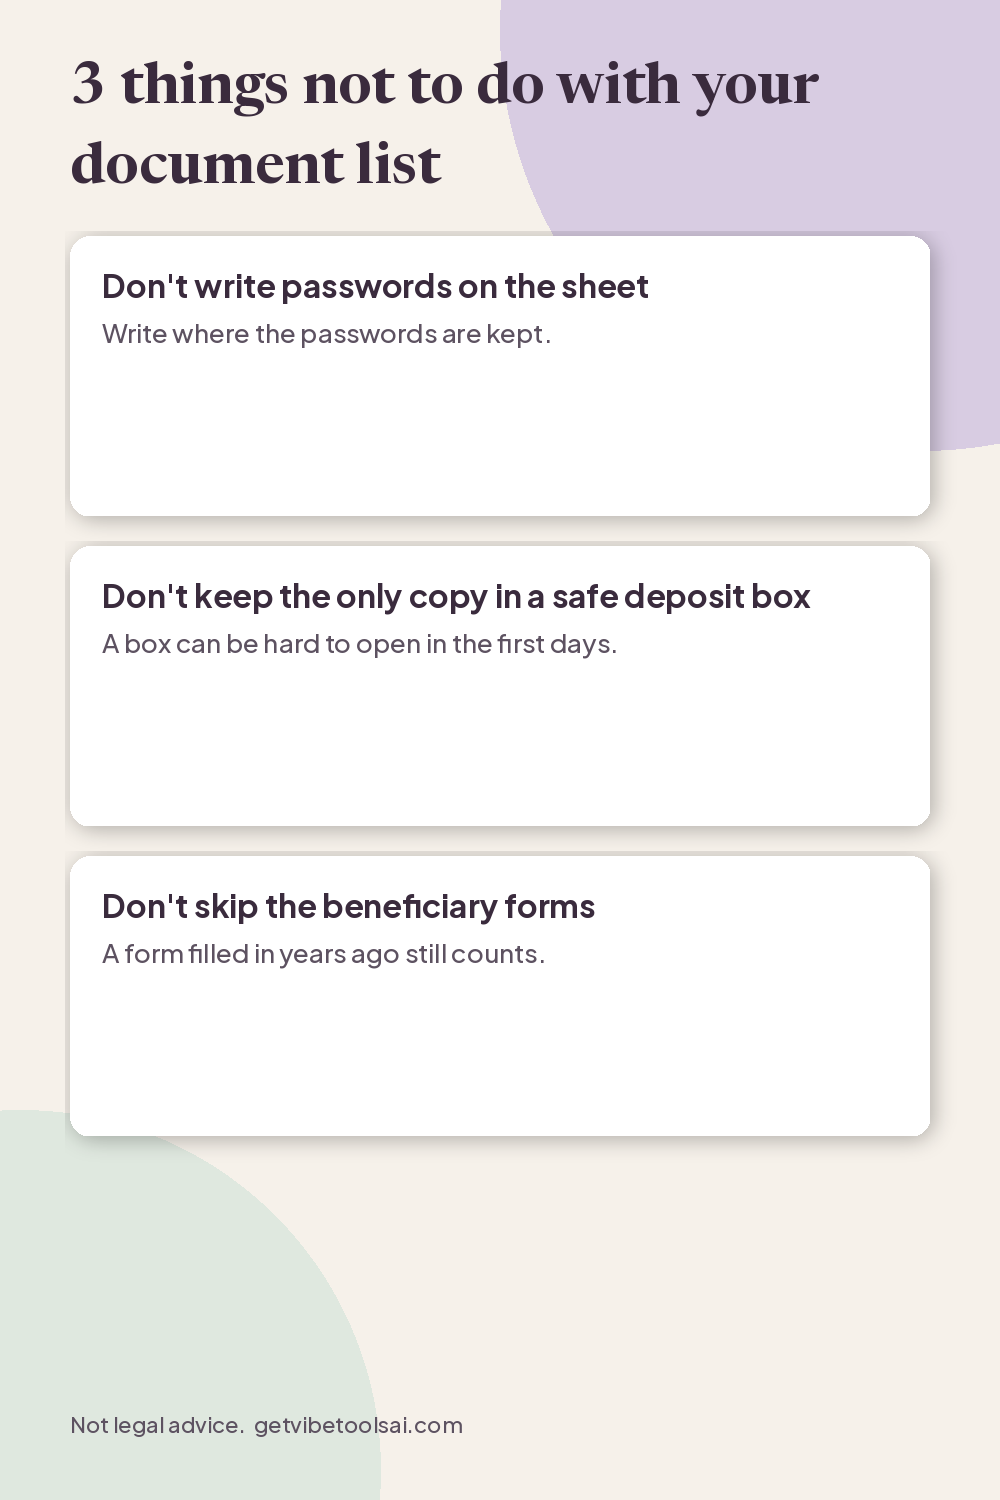 3 things not to do with your
document list
Don't write passwords on the sheet
Write where the passwords are kept.
Don't keep the only copy in a safe deposit box
A box can be hard to open in the first days.
Don't skip the beneficiary forms
A form filled in years ago still counts.
Not legal advice. getvibetoolsai.com